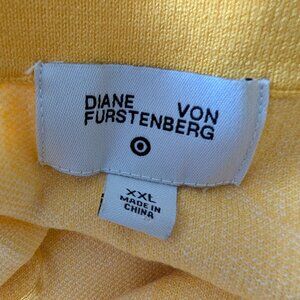 DIANE VON
FURSTENBERG
XXL
MADE IN
CHINA